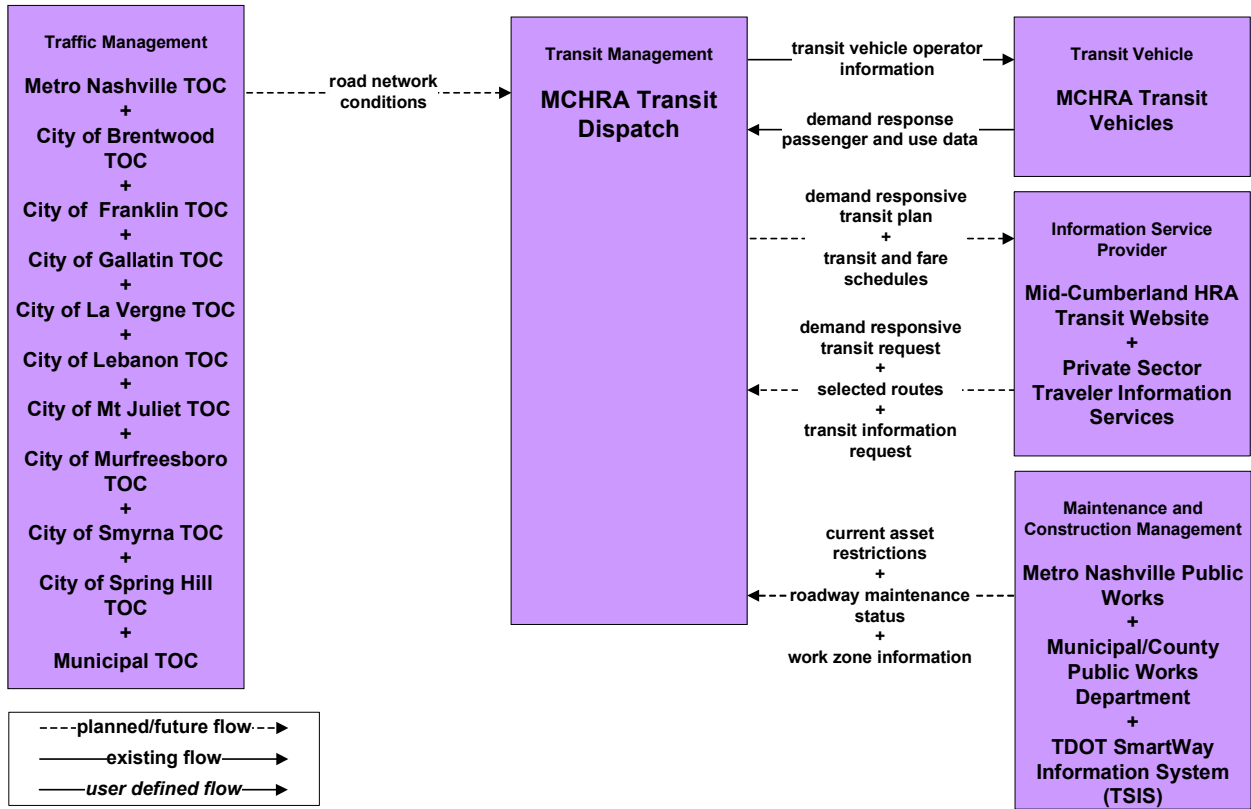 Traffic Management
Metro Nashville TOC
+
City of Brentwood
TOC
+
City of  Franklin TOC
+
City of Gallatin TOC
+
City of La Vergne TOC
+
City of Lebanon TOC
+
City of Mt Juliet TOC
+
City of Murfreesboro
TOC
+
City of Smyrna TOC
+
City of Spring Hill
TOC
+
Municipal TOC
road network
conditions
Transit Management
MCHRA Transit
Dispatch
transit vehicle operator
information
demand response
passenger and use data
demand responsive
transit plan
+
transit and fare
schedules
demand responsive
transit request
+
selected routes
+
transit information
request
current asset
restrictions
+
roadway maintenance
status
+
work zone information
Transit Vehicle
MCHRA Transit
Vehicles
Information Service
Provider
Mid-Cumberland HRA
Transit Website
+
Private Sector
Traveler Information
Services
Maintenance and
Construction Management
Metro Nashville Public
Works
+
Municipal/County
Public Works
Department
+
TDOT SmartWay
Information System
(TSIS)
planned/future flow
existing flow
user defined flow